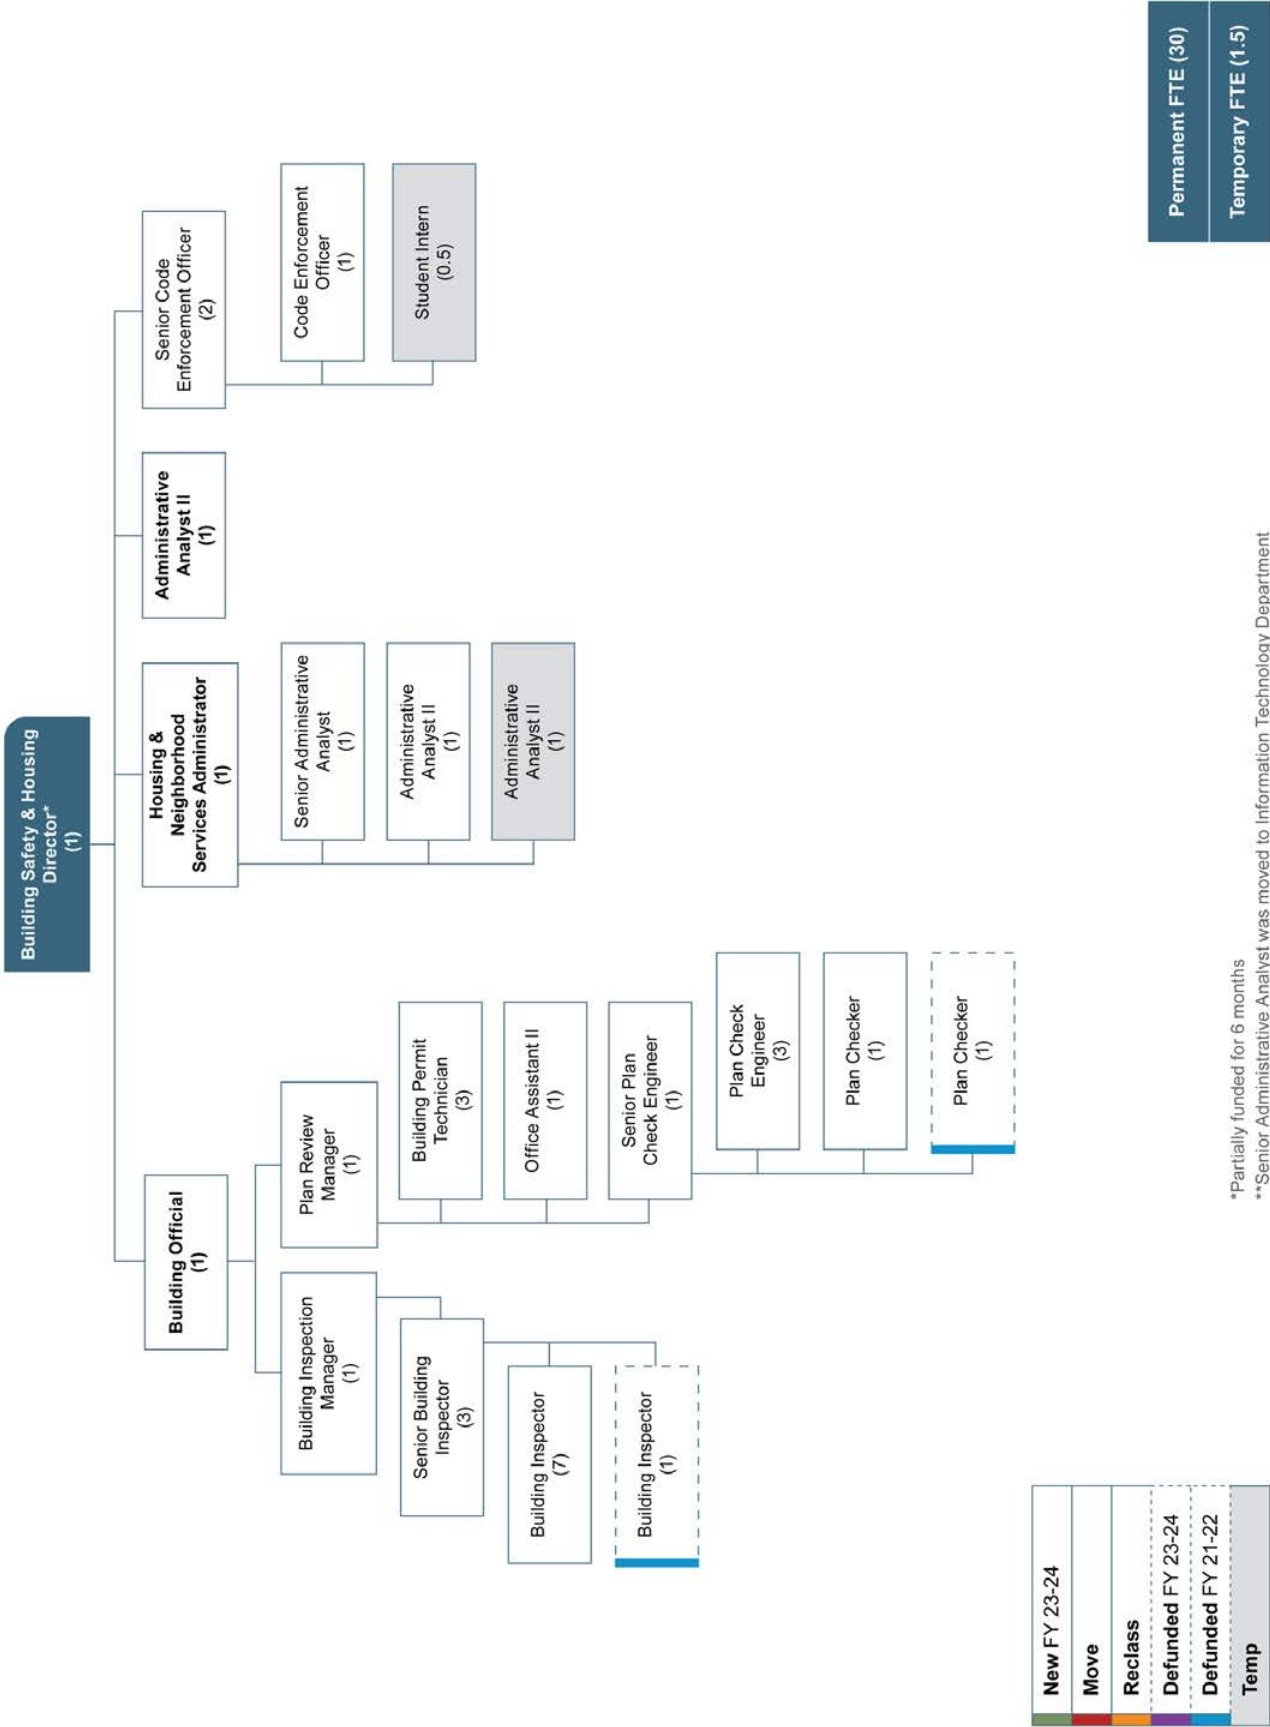 Building Safety & Housing
Director*
(1)
Building Official
(1)
Housing &
Neighborhood
Services Administrator
(1)
Administrative
Analyst II
(1)
Senior Code
Enforcement Officer
(2)
Building Inspection
Manager
(1)
Senior Building
Inspector
(3)
Building Inspector
(7)
Building Inspector
(1)
Plan Review
Manager
(1)
Building Permit
Technician
(3)
Office Assistant II
(1)
Senior Plan
Check Engineer
(1)
Plan Check
Engineer
(3)
Plan Checker
(1)
Plan Checker
(1)
Senior Administrative
Analyst
(1)
Administrative
Analyst II
(1)
Administrative
Analyst II
(1)
Code Enforcement
Officer
(1)
Student Intern
(0.5)
New FY 23-24
Move
Reclass
Defunded FY 23-24
Defunded FY 21-22
Temp
*Partially funded for 6 months
**Senior Administrative Analyst was moved to Information Technology Department
Permanent FTE (30)
Temporary FTE (1.5)